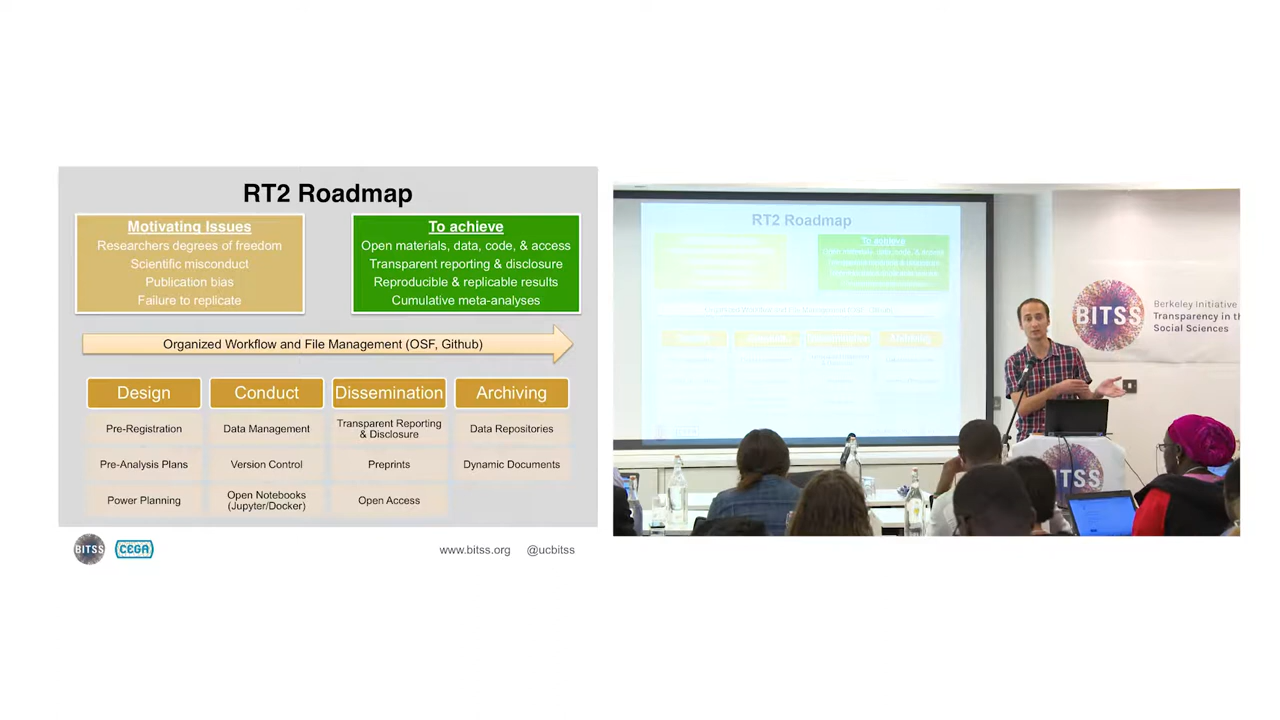 RT2 Roadmap
Motivating Issues
Researchers degrees of freedom
Scientific misconduct
Publication bias
Failure to replicate
To achieve
Open materials, data, code, & access
Transparent reporting & disclosure
Reproducible & replicable results
Cumulative meta-analyses
Organized Workflow and File Management (OSF, Github)
Design
Pre-Registration
Pre-Analysis Plans
Power Planning
Conduct
Data Management
Version Control
Open Notebooks
(Jupyter/Docker)
Dissemination
Transparent Reporting
& Disclosure
Preprints
Open Access
Archiving
Data Repositories
Dynamic Documents
BITSS
CEGA
www.bitss.org @ucbitss
RT2 Roadmap
To achieve
BITSS
Berkeley Initiative
Transparency in th
Social Sciences
BITSS